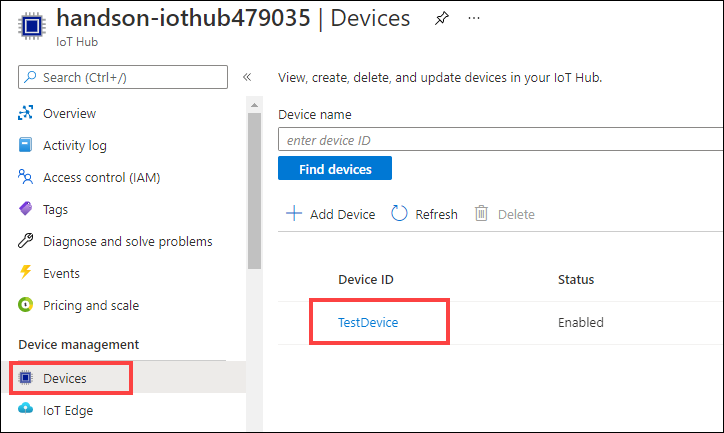 handson-iothub479035 | Devices ...
IoT Hub
Search (Ctrl+/) «
Overview
Activity log
Access control (IAM)
Tags
Diagnose and solve problems
Events
Pricing and scale
Device management
Devices
IoT Edge
View, create, delete, and update devices in your IoT Hub.
Device name
enter device ID
Find devices
+ Add Device Refresh Delete
Device ID Status
TestDevice Enabled